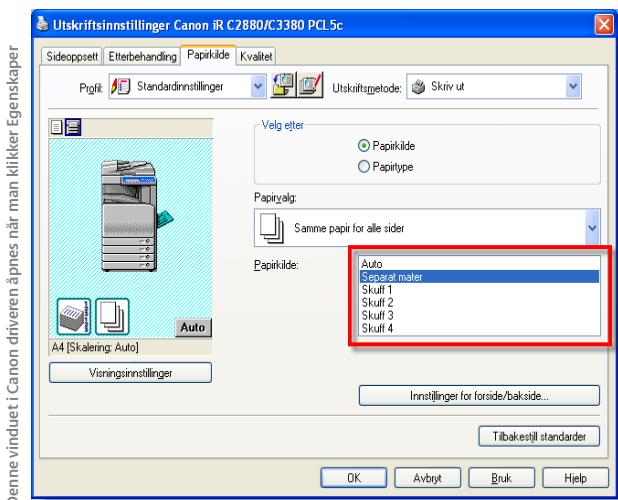 Denne vinduet i Canon driveren åpnes når man klikker Egenskaper
Utskriftsinnstillinger Canon iR C2880/C3380 PCL5c
Sideoppsett Etterbehandling Papirkilde Kvalitet
Profil: Standardinnstillinger Utskriftsmetode: Skriv ut
Velg etter
Papirkilde
Papirtype
Papirvalg:
Samme papir for alle sider
Papirkilde:
Auto
Separat mater
Skuff 1
Skuff 2
Skuff 3
Skuff 4
Auto
A4 [Skalering: Auto]
Visningsinnstillinger
Innstillinger for forside/bakside...
Tilbakestill standarder
OK Avbryt Bruk Hjelp